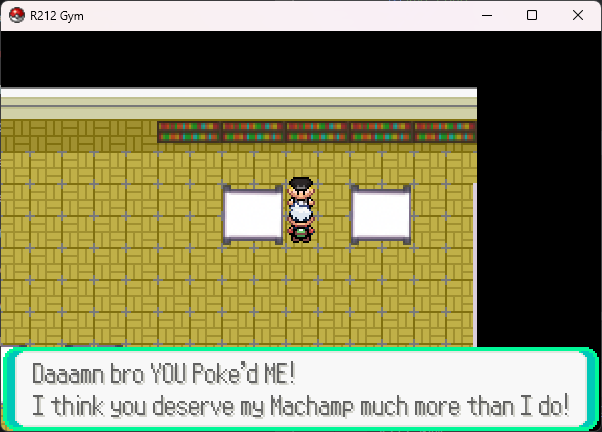 R212 Gym
Daaamn bro YOU Poke'd ME!
I think you deserve my Machamp much more than I do!